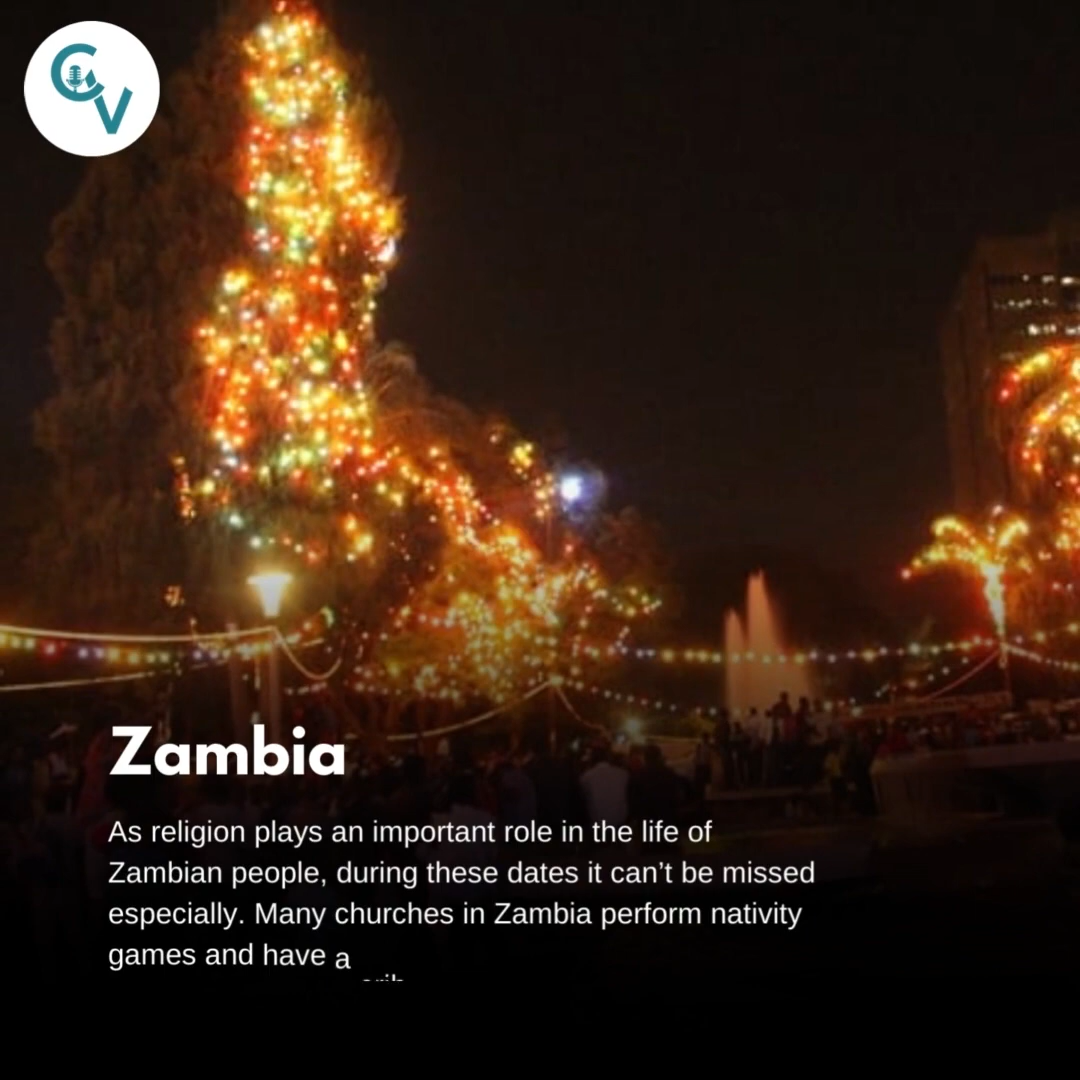 CV
Zambia
As religion plays an important role in the life of
Zambian people, during these dates it can’t be missed
especially. Many churches in Zambia perform nativity
games and have a